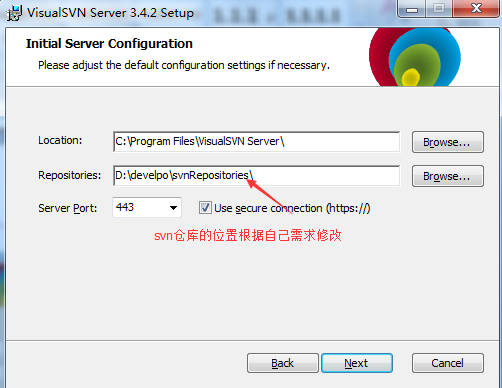 VisualSVN Server 3.4.2 Setup
Initial Server Configuration
Please adjust the default configuration settings if necessary.
Location:
C:\Program Files\VisualSVN Server\
Browse...
Repositories:
D:\develpo\svnRepositories\
Browse...
Server Port:
443
Use secure connection (https://)
svn仓库的位置根据自己需求修改
Back
Next
Cancel